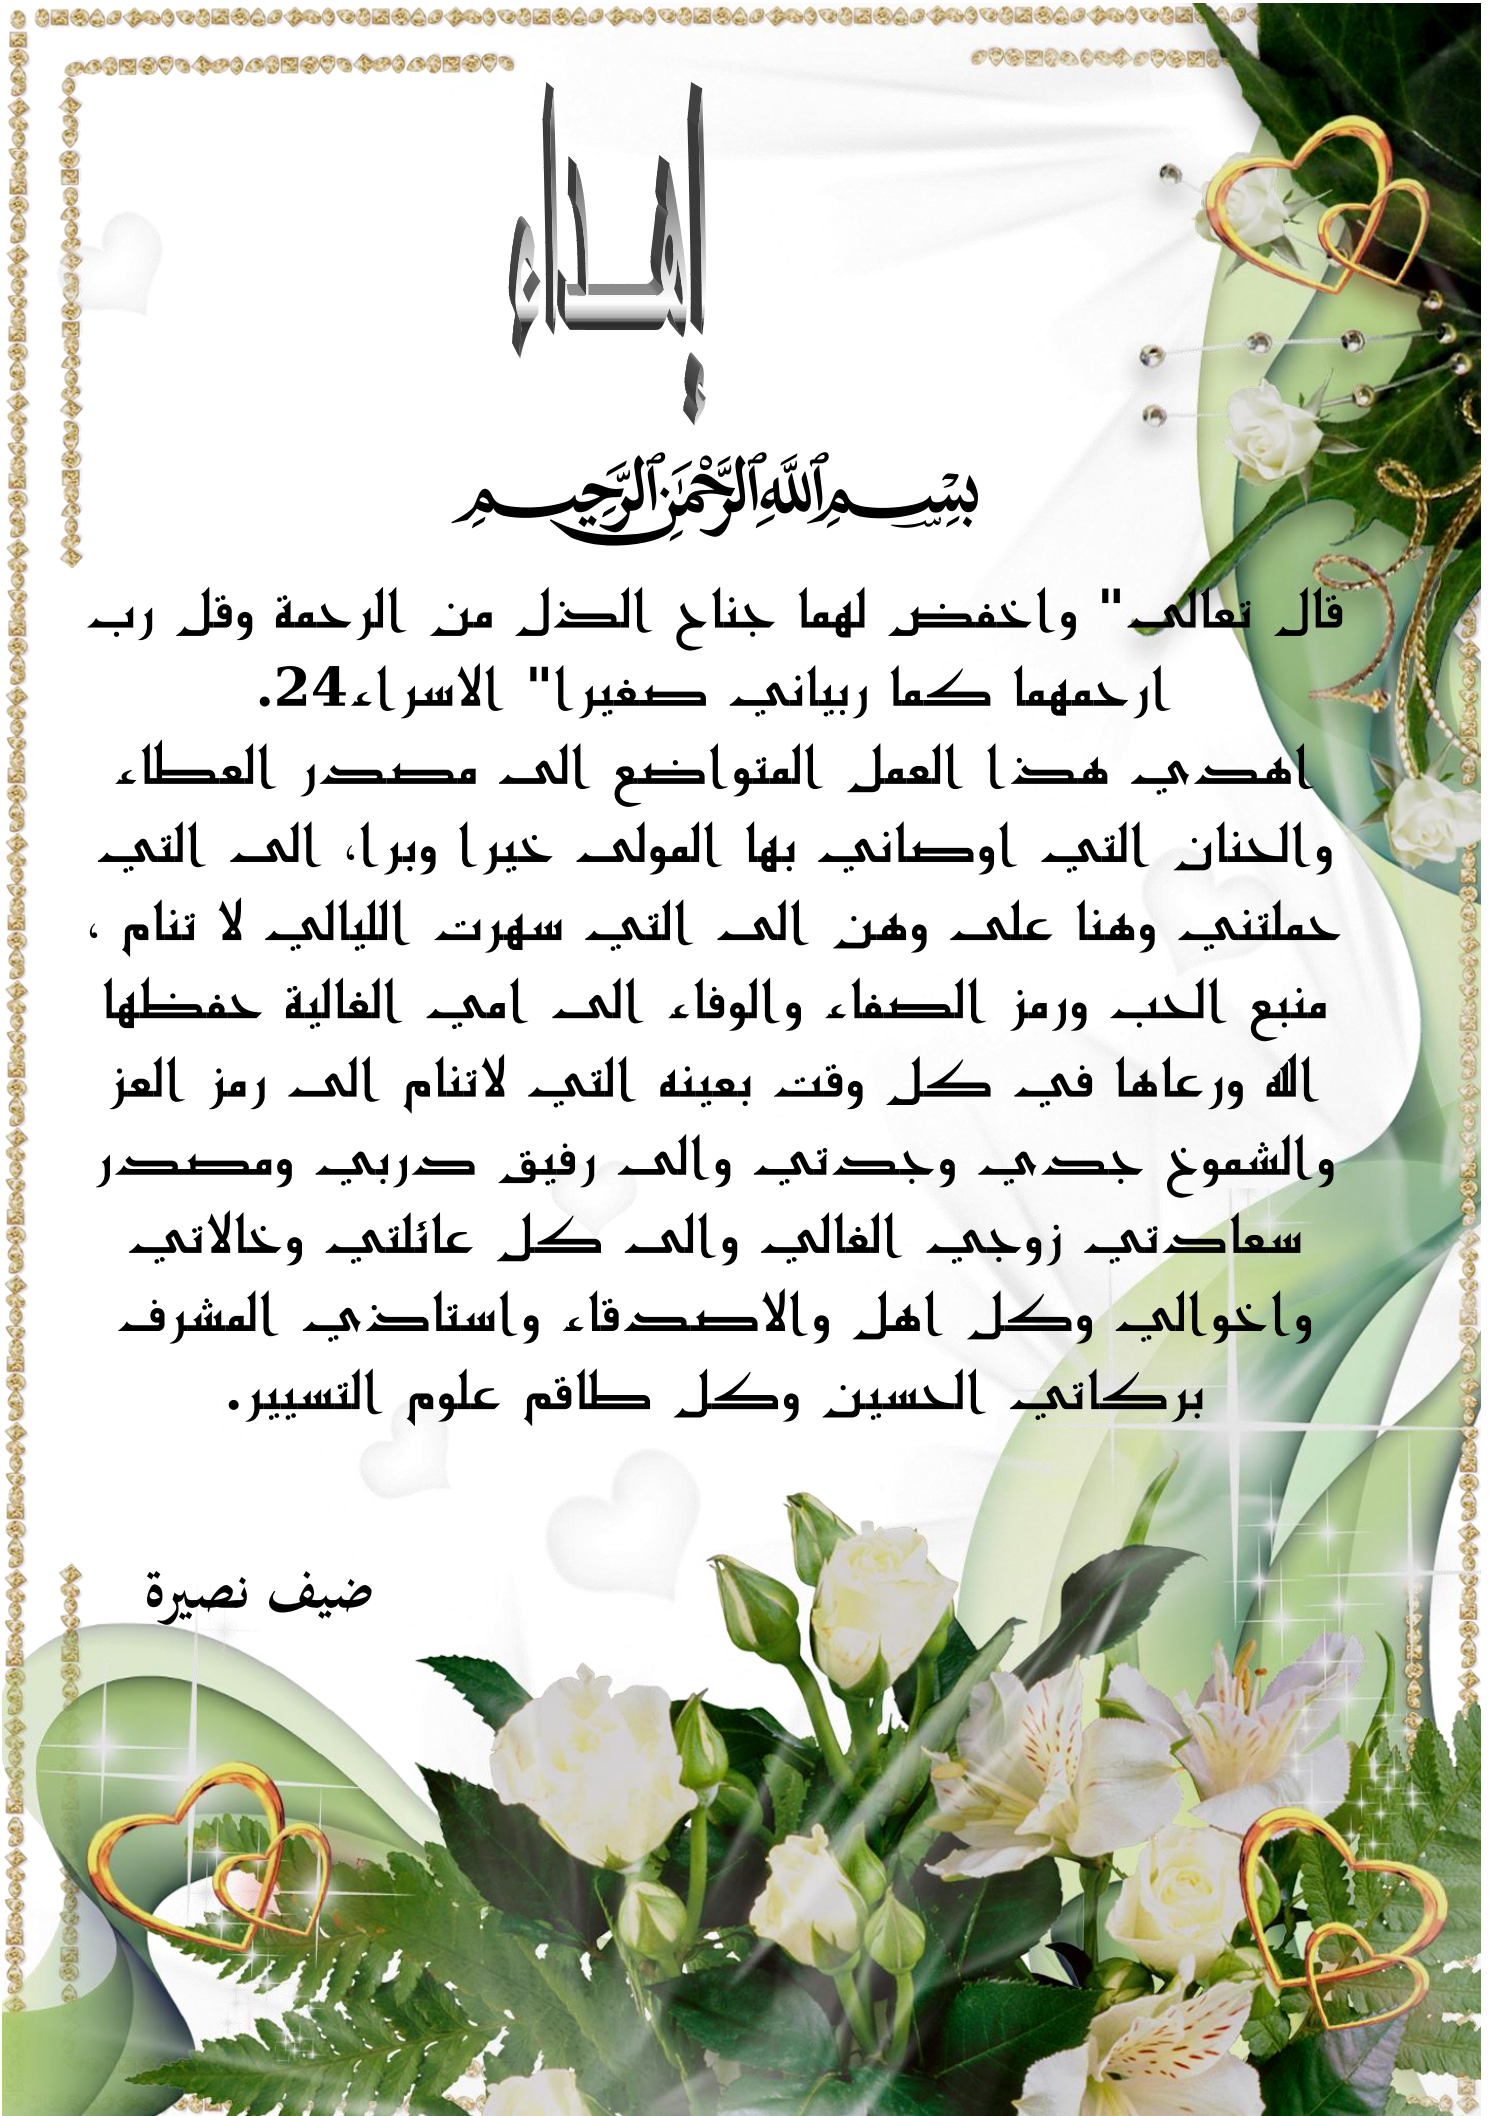 إهداء
بسم الله الرحمن الرحيم
قال تعالى" واخفض لهما جناح الذل من الرحمة وقل رب
ارحمهما كما ربياني صغيرا" الاسراء24.
اهدي هذا العمل المتواضع الى مصدر العطاء
والحنان التي اوصاني بها المولى خيرا وبرا، الى التي
حملتني وهنا على وهن الى التي سهرت الليالي لا تنام ،
منبع الحب ورمز الصفاء والوفاء الى امي الغالية حفظها
الله ورعاها في كل وقت بعينه التي لاتنام الى رمز العز
والشموخ جدي وجدتي والى رفيق دربي ومصدر
سعادتي زوجي الغالي والى كل عائلتي وخالاتي
واخوالي وكل اهل والاصدقاء واستاذي المشرف
بركاتي الحسين وكل طاقم علوم التسيير.
ضيف نصيرة